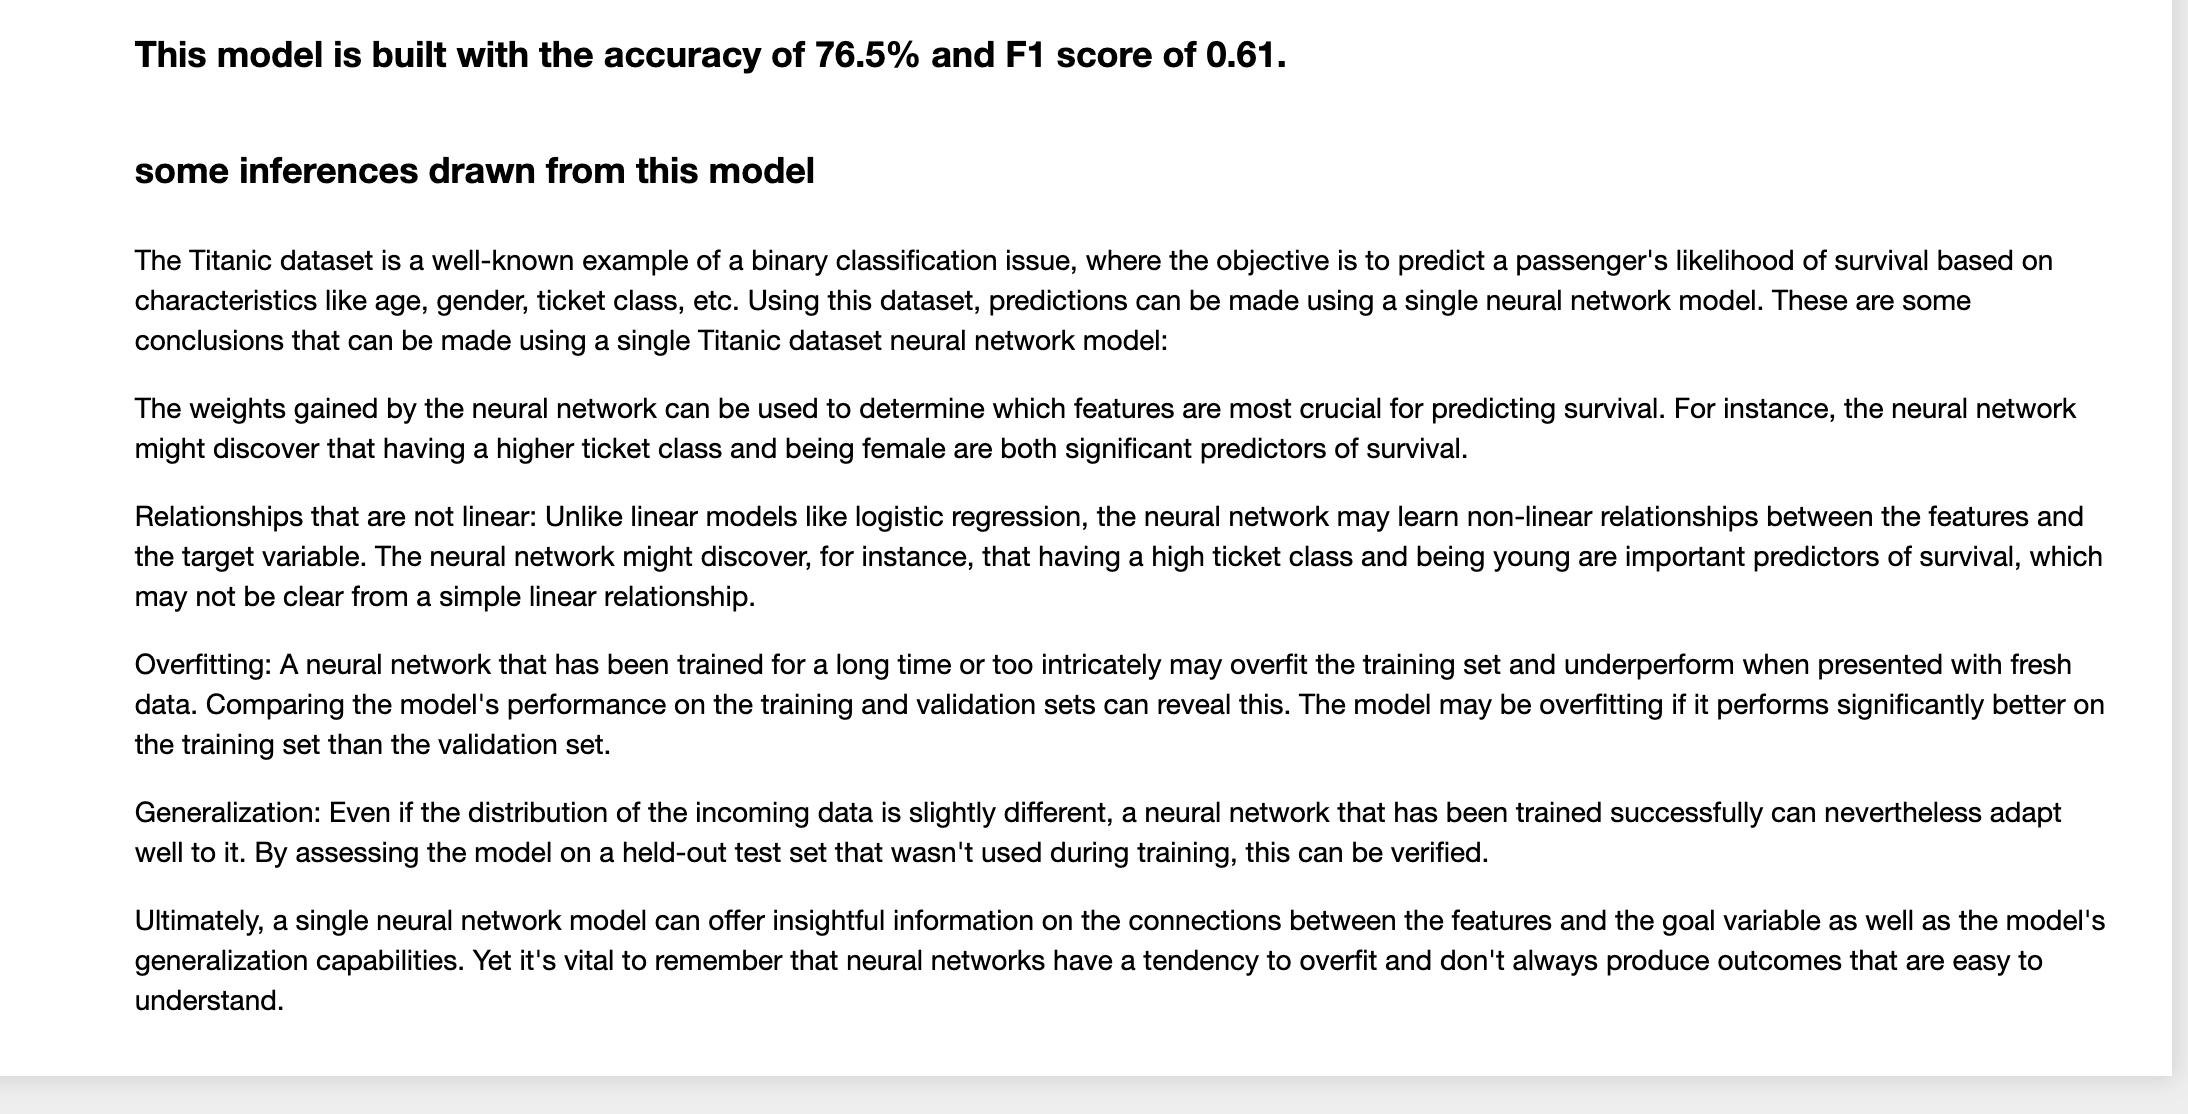 This model is built with the accuracy of 76.5% and F1 score of 0.61.
some inferences drawn from this model
The Titanic dataset is a well-known example of a binary classification issue, where the objective is to predict a passenger's likelihood of survival based on
characteristics like age, gender, ticket class, etc. Using this dataset, predictions can be made using a single neural network model. These are some
conclusions that can be made using a single Titanic dataset neural network model:
The weights gained by the neural network can be used to determine which features are most crucial for predicting survival. For instance, the neural network
might discover that having a higher ticket class and being female are both significant predictors of survival.
Relationships that are not linear: Unlike linear models like logistic regression, the neural network may learn non-linear relationships between the features and
the target variable. The neural network might discover, for instance, that having a high ticket class and being young are important predictors of survival, which
may not be clear from a simple linear relationship.
Overfitting: A neural network that has been trained for a long time or too intricately may overfit the training set and underperform when presented with fresh
data. Comparing the model's performance on the training and validation sets can reveal this. The model may be overfitting if it performs significantly better on
the training set than the validation set.
Generalization: Even if the distribution of the incoming data is slightly different, a neural network that has been trained successfully can nevertheless adapt
well to it. By assessing the model on a held-out test set that wasn't used during training, this can be verified.
Ultimately, a single neural network model can offer insightful information on the connections between the features and the goal variable as well as the model's
generalization capabilities. Yet it's vital to remember that neural networks have a tendency to overfit and don't always produce outcomes that are easy to
understand.